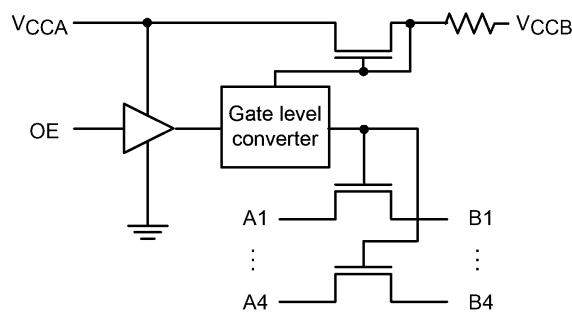 VCCA
VCCB
OE
Gate level
converter
A1
B1
⋮
⋮
A4
B4